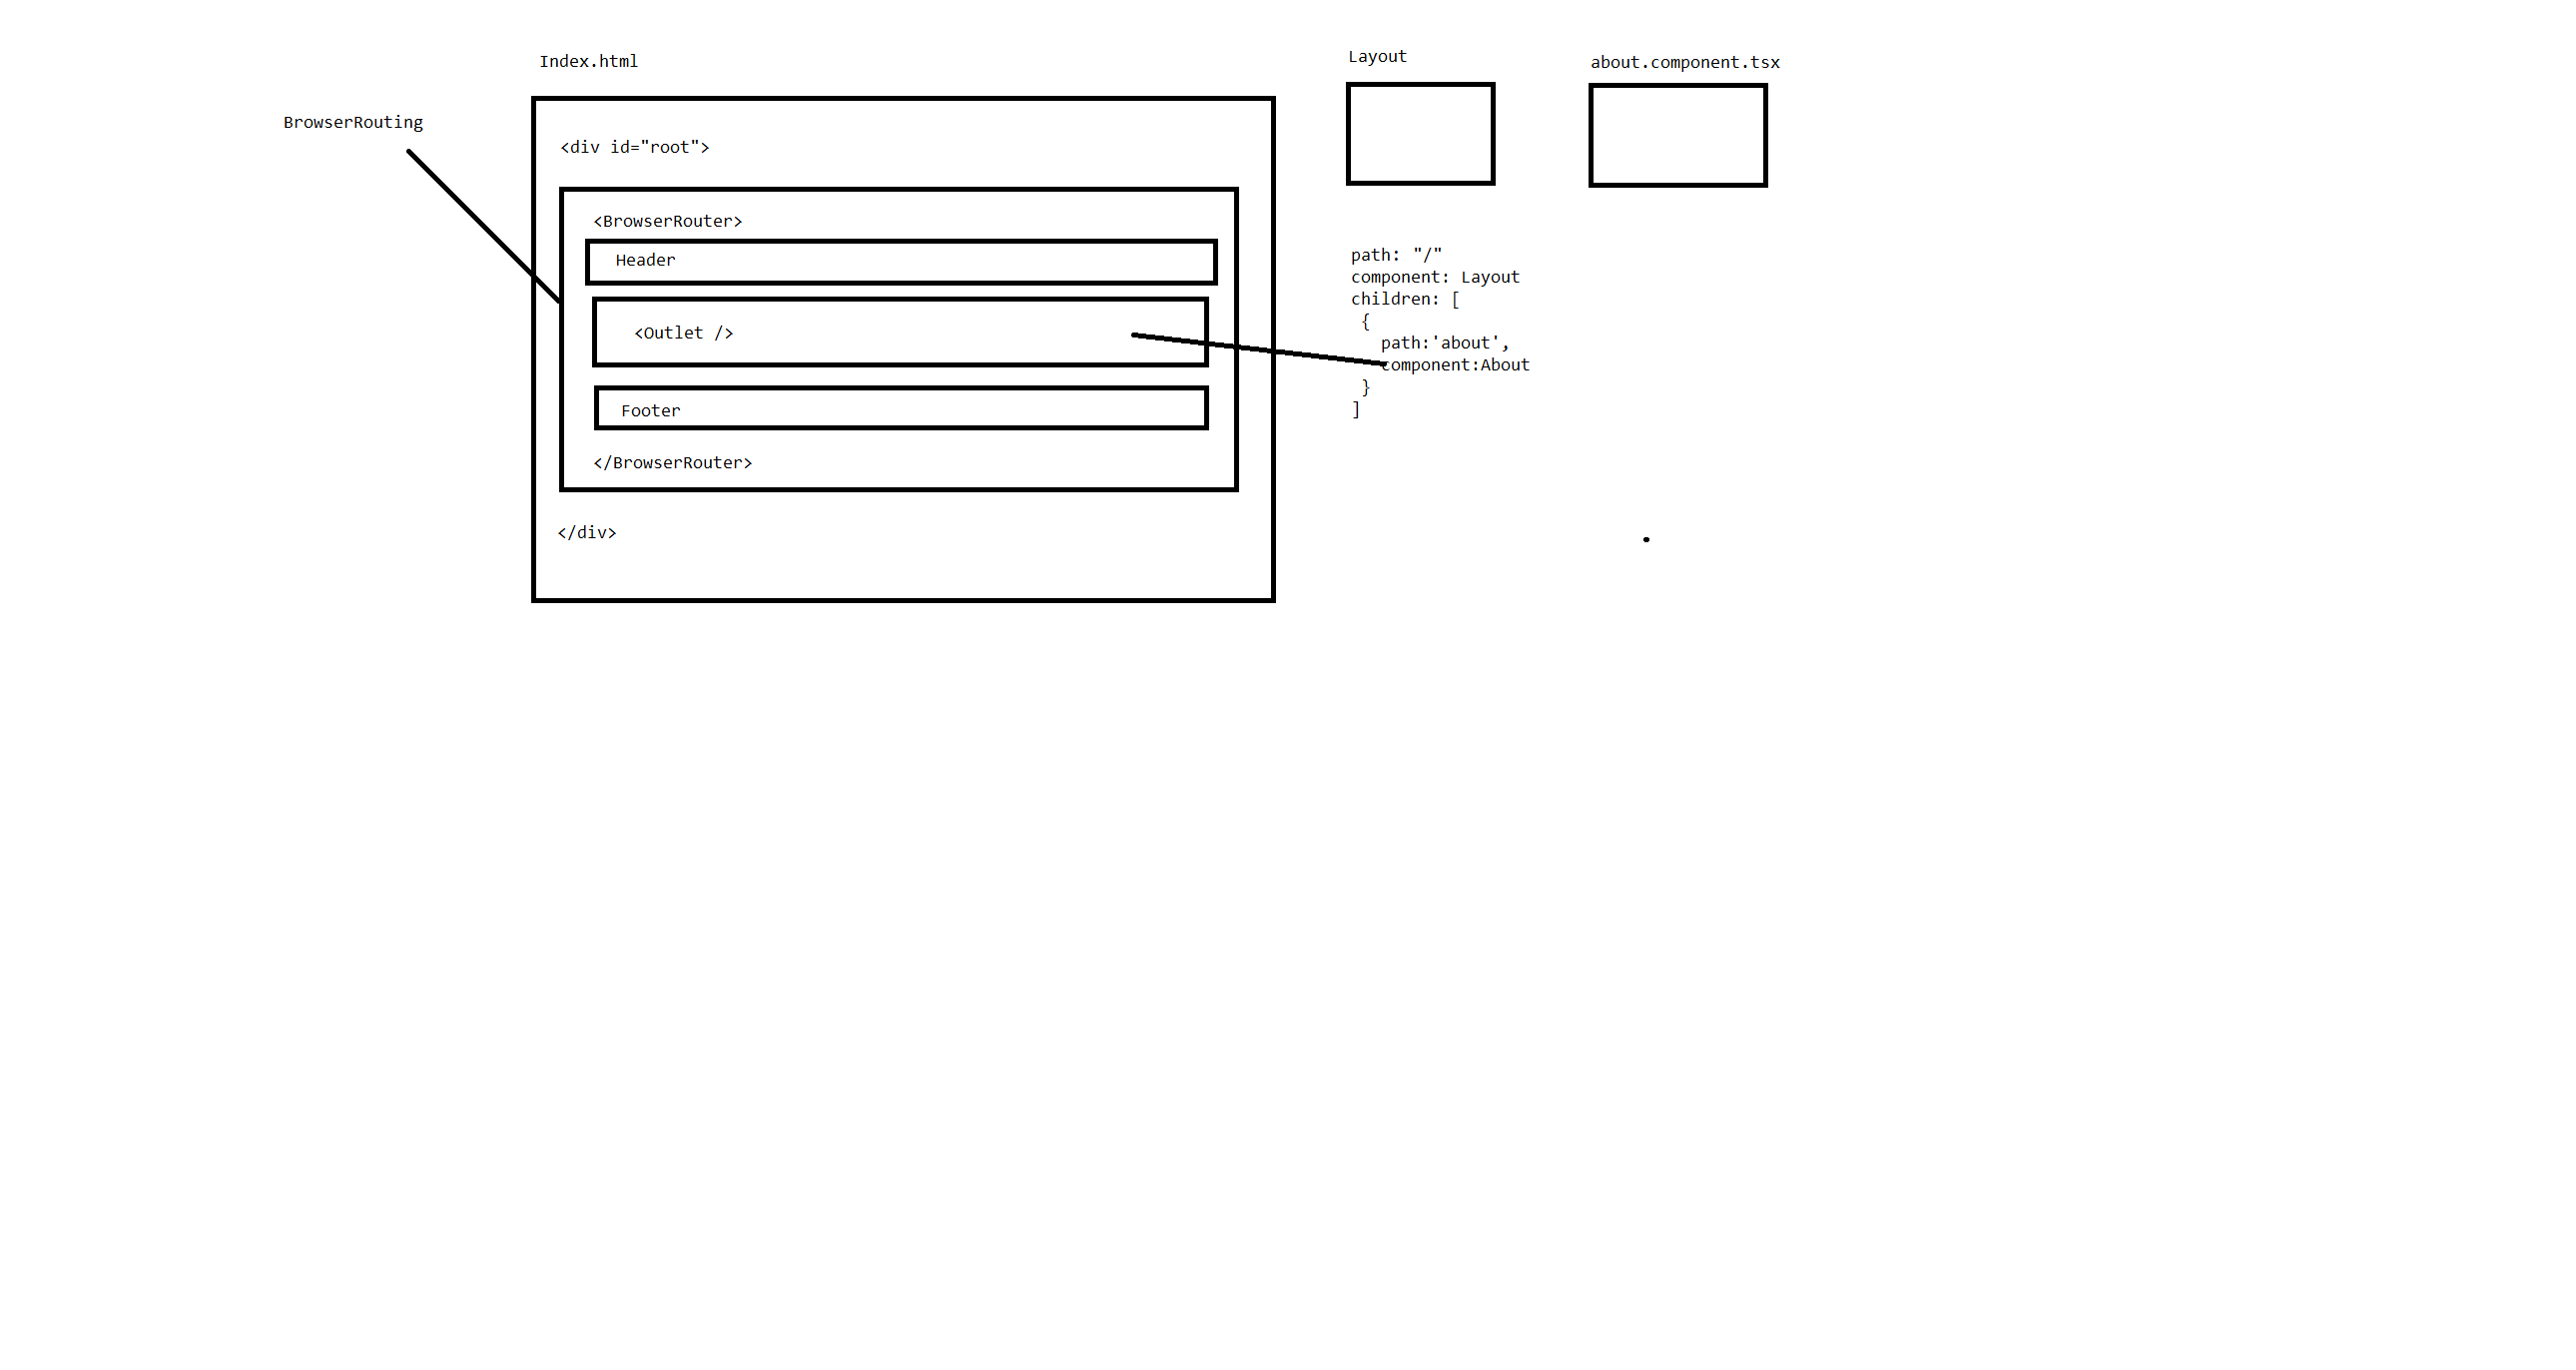 Index.html
Layout
about.component.tsx
BrowserRouting
<div id="root">
<BrowserRouter>
Header
<Outlet />
Footer
</BrowserRouter>
</div>
path: "/"
component: Layout
children: [
{
path:'about',
component:About
}
]